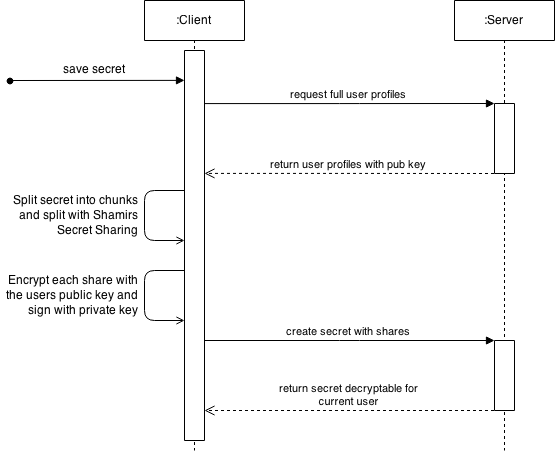 :Client
:Server
save secret
request full user profiles
return user profiles with pub key
Split secret into chunks
and split with Shamirs
Secret Sharing
Encrypt each share with
the users public key and
sign with private key
create secret with shares
return secret decryptable for
current user